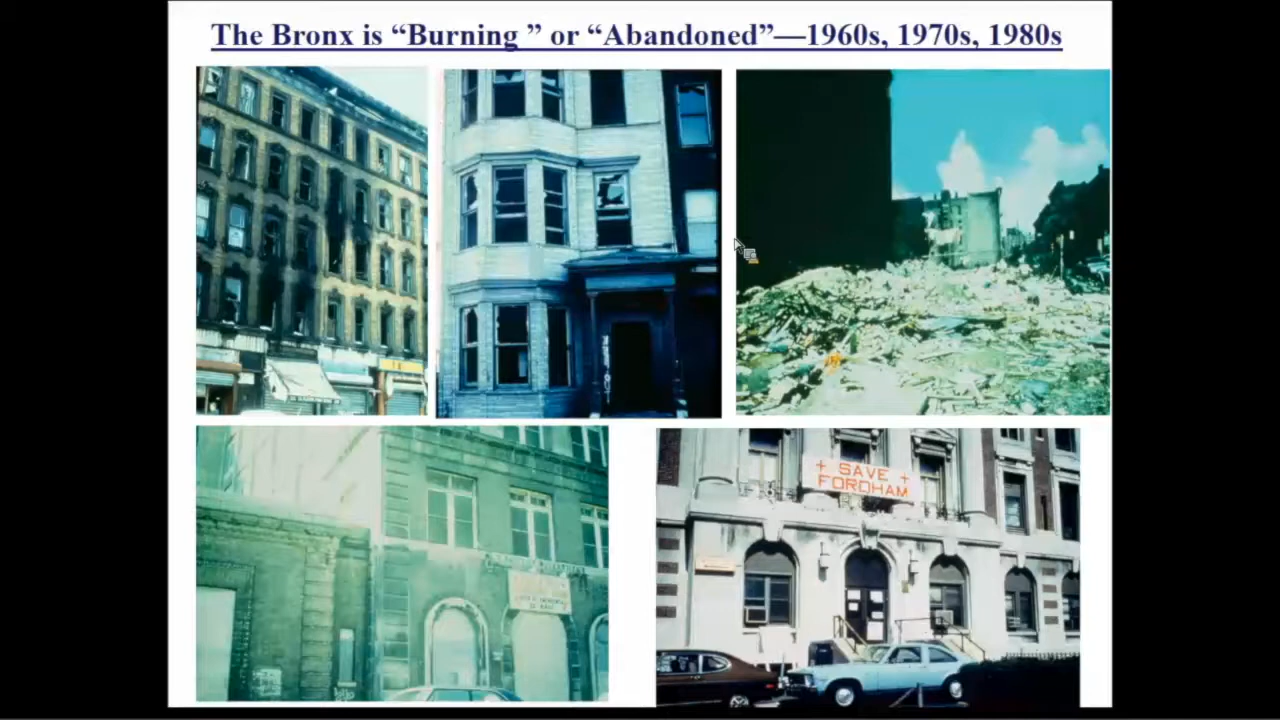 The Bronx is “Burning ” or “Abandoned”—1960s, 1970s, 1980s
+ SAVE +
FORDHAM